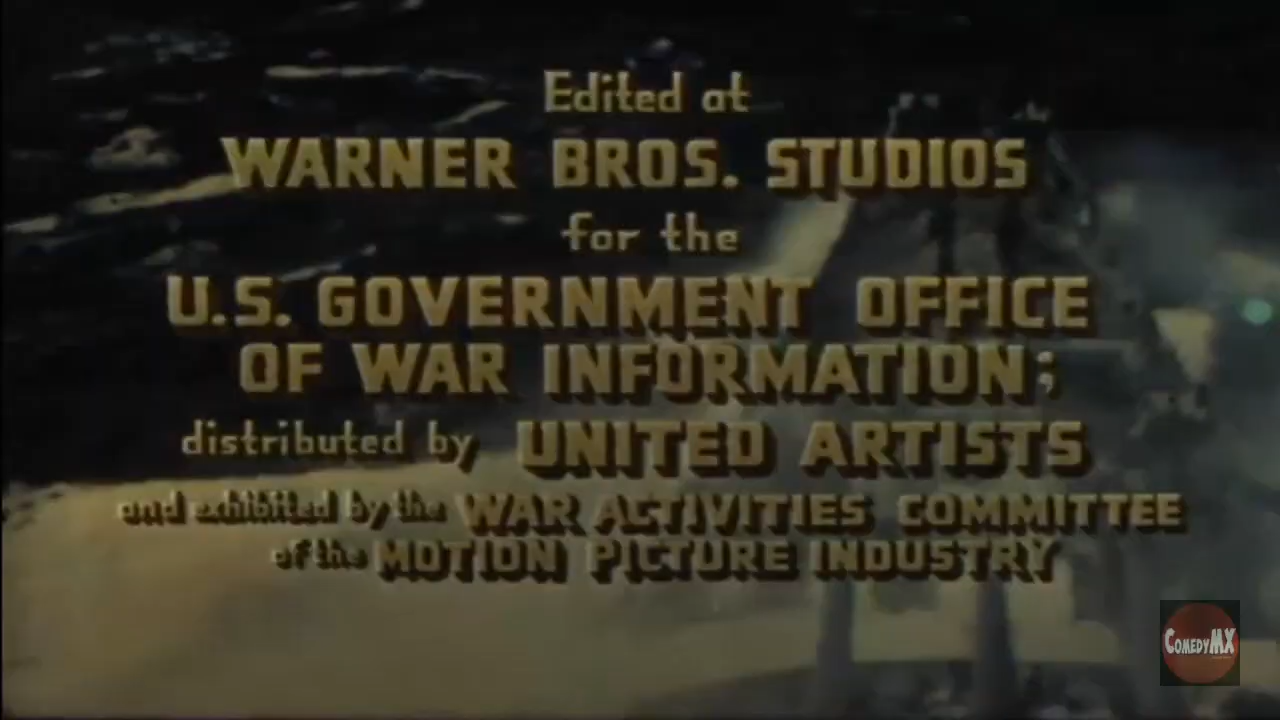 Edited at
WARNER BROS. STUDIOS
for the
U.S. GOVERNMENT OFFICE
OF WAR INFORMATION;
distributed by UNITED ARTISTS
and exhibited by the WAR ACTIVITIES COMMITTEE
of the MOTION PICTURE INDUSTRY
COMEDYMX